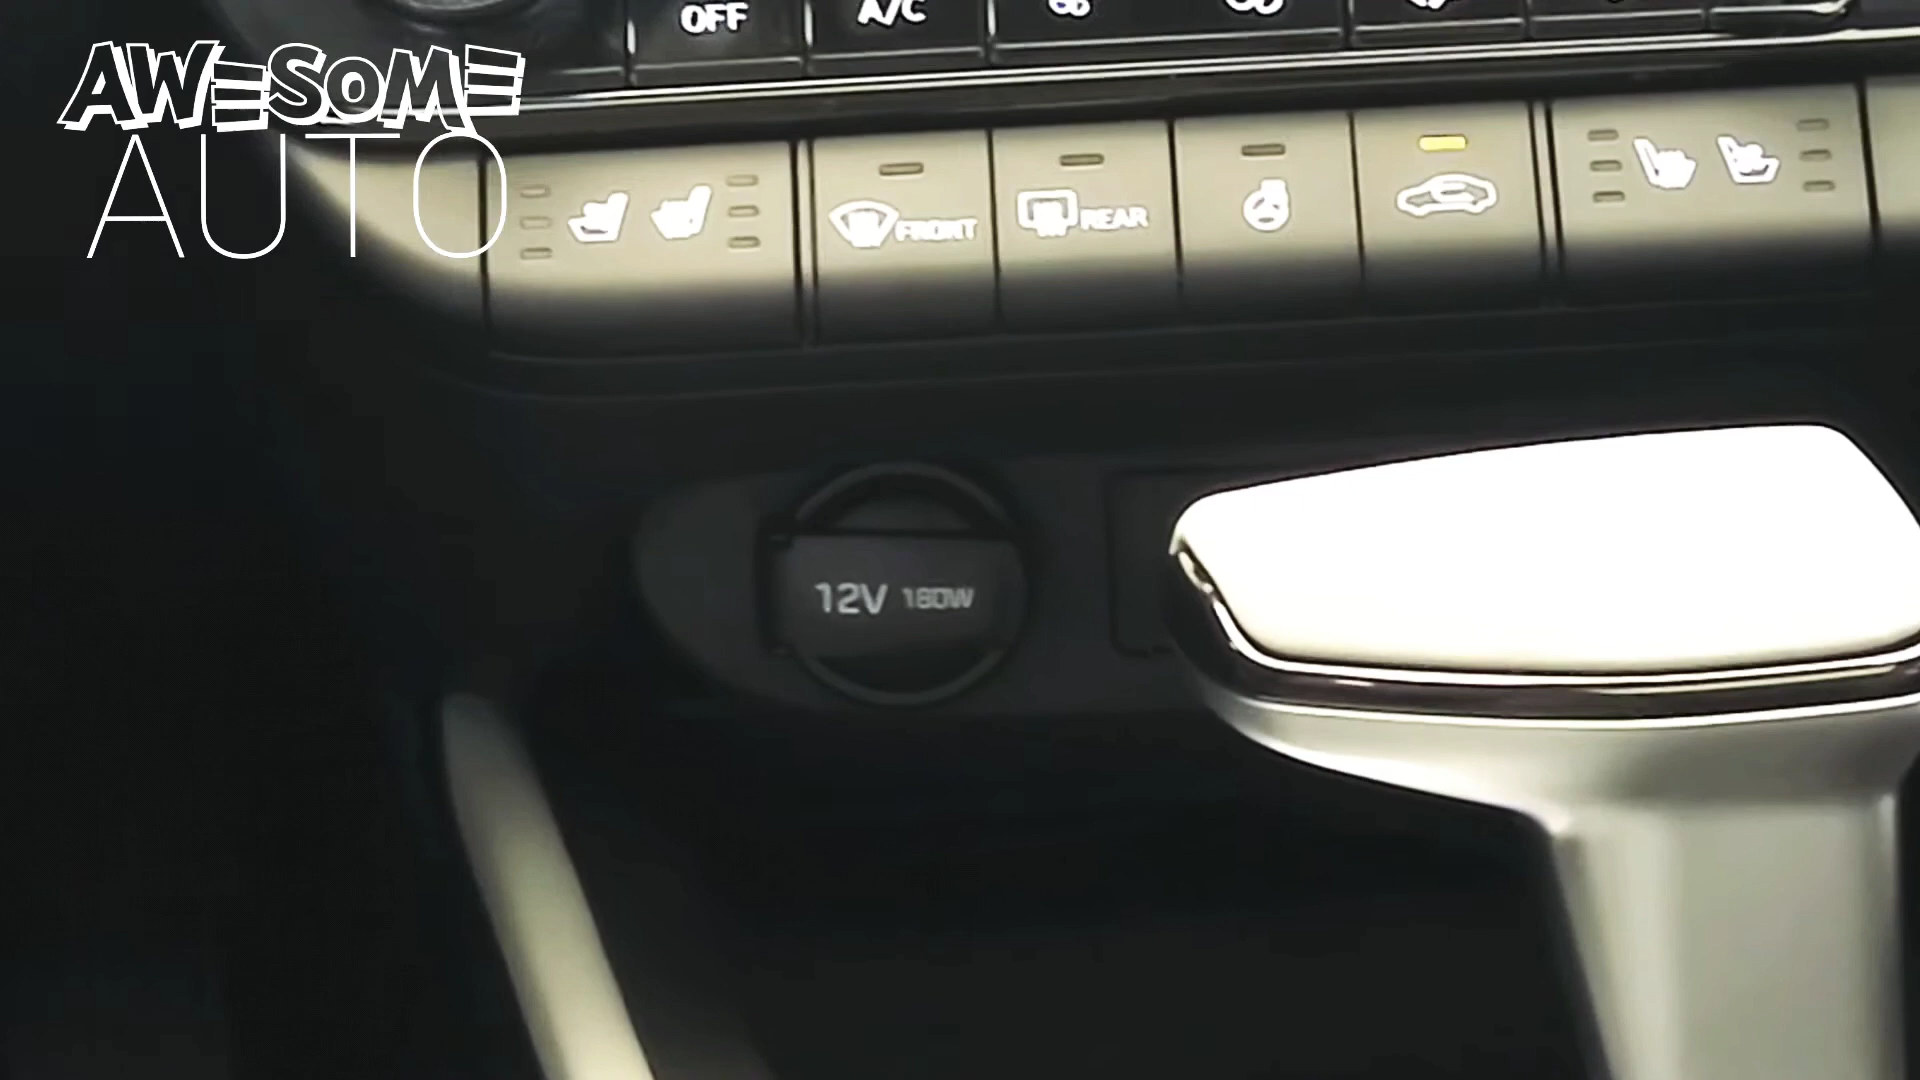 OFF A/C
AWESOME
AUTO
FRONT REAR
12V 180W